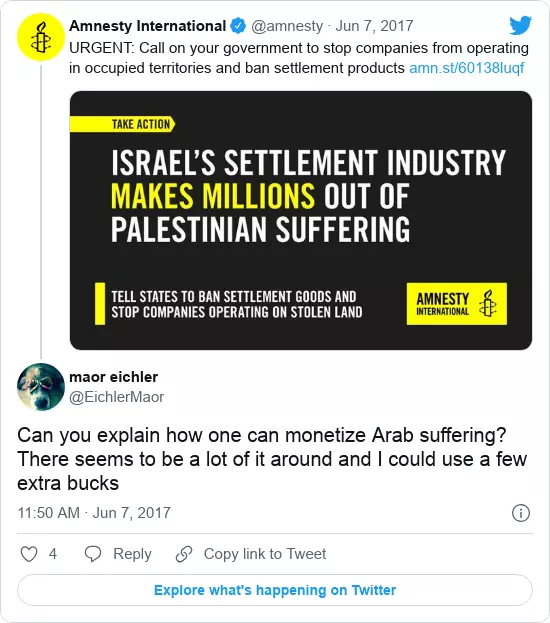 Amnesty International @amnesty · Jun 7, 2017
URGENT: Call on your government to stop companies from operating
in occupied territories and ban settlement products amn.st/60138luqf
TAKE ACTION
ISRAEL'S SETTLEMENT INDUSTRY
MAKES MILLIONS OUT OF
PALESTINIAN SUFFERING
TELL STATES TO BAN SETTLEMENT GOODS AND
STOP COMPANIES OPERATING ON STOLEN LAND
AMNESTY
INTERNATIONAL
maor eichler
@EichlerMaor
Can you explain how one can monetize Arab suffering?
There seems to be a lot of it around and I could use a few
extra bucks
11:50 AM · Jun 7, 2017
4 Reply Copy link to Tweet
Explore what's happening on Twitter